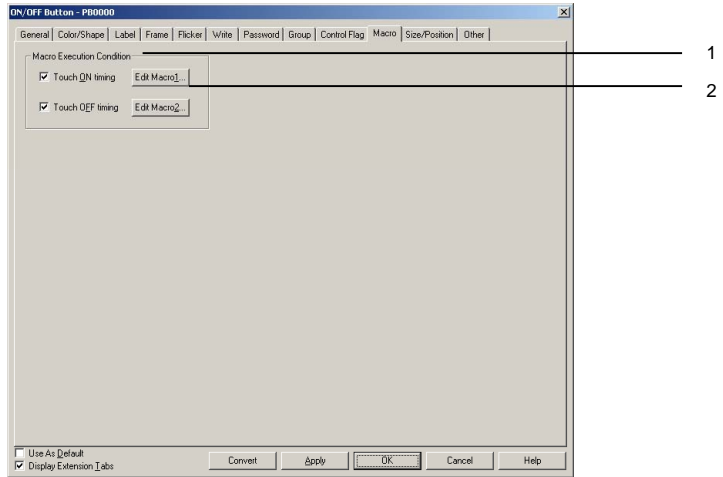 ON/OFF Button - PB0000
General Color/Shape Label Frame Flicker Write Password Group Control Flag Macro Size/Position Other
Macro Execution Condition
1
Touch ON timing Edit Macro1...
2
Touch OFF timing Edit Macro2...
Use As Default
Display Extension Tabs
Convert Apply OK Cancel Help